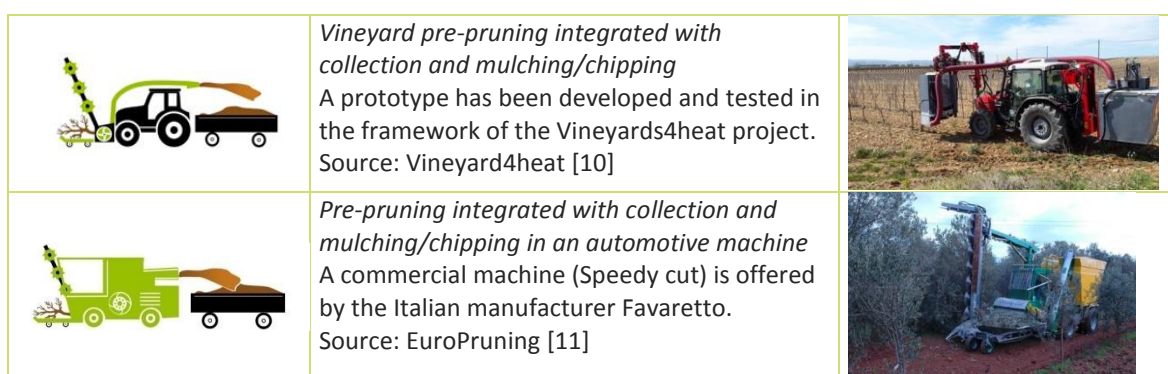 Vineyard pre-pruning integrated with
collection and mulching/chipping
A prototype has been developed and tested in
the framework of the Vineyards4heat project.
Source: Vineyard4heat [10]
Pre-pruning integrated with collection and
mulching/chipping in an automotive machine
A commercial machine (Speedy cut) is offered
by the Italian manufacturer Favaretto.
Source: EuroPruning [11]